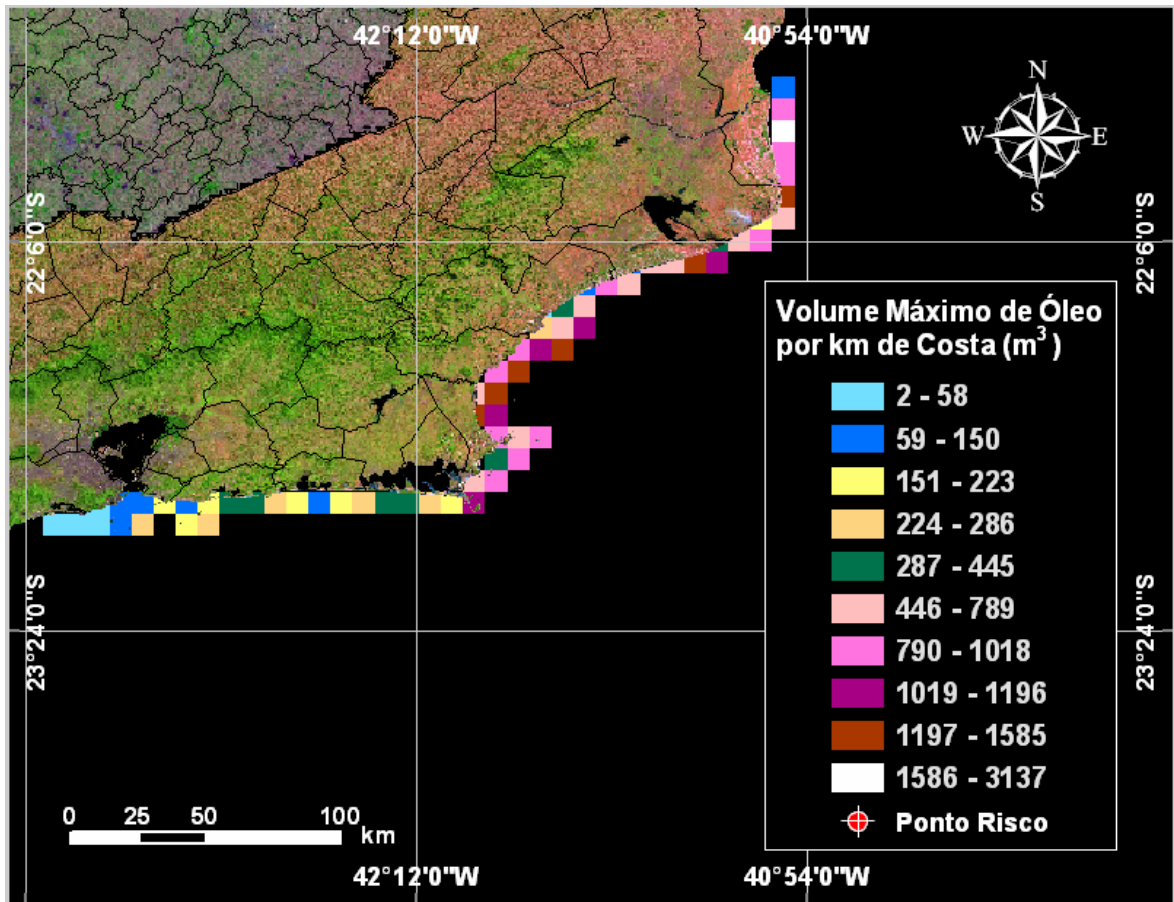 42°12'0"W
40°54'0"W
N
W
E
S
22°6'0"S
22°6'0"S
Volume Máximo de Óleo
por km de Costa (m³)
2 - 58
59 - 150
151 - 223
224 - 286
287 - 445
446 - 789
790 - 1018
1019 - 1196
1197 - 1585
1586 - 3137
Ponto Risco
23°24'0"S
23°24'0"S
0 25 50 100
km
42°12'0"W
40°54'0"W